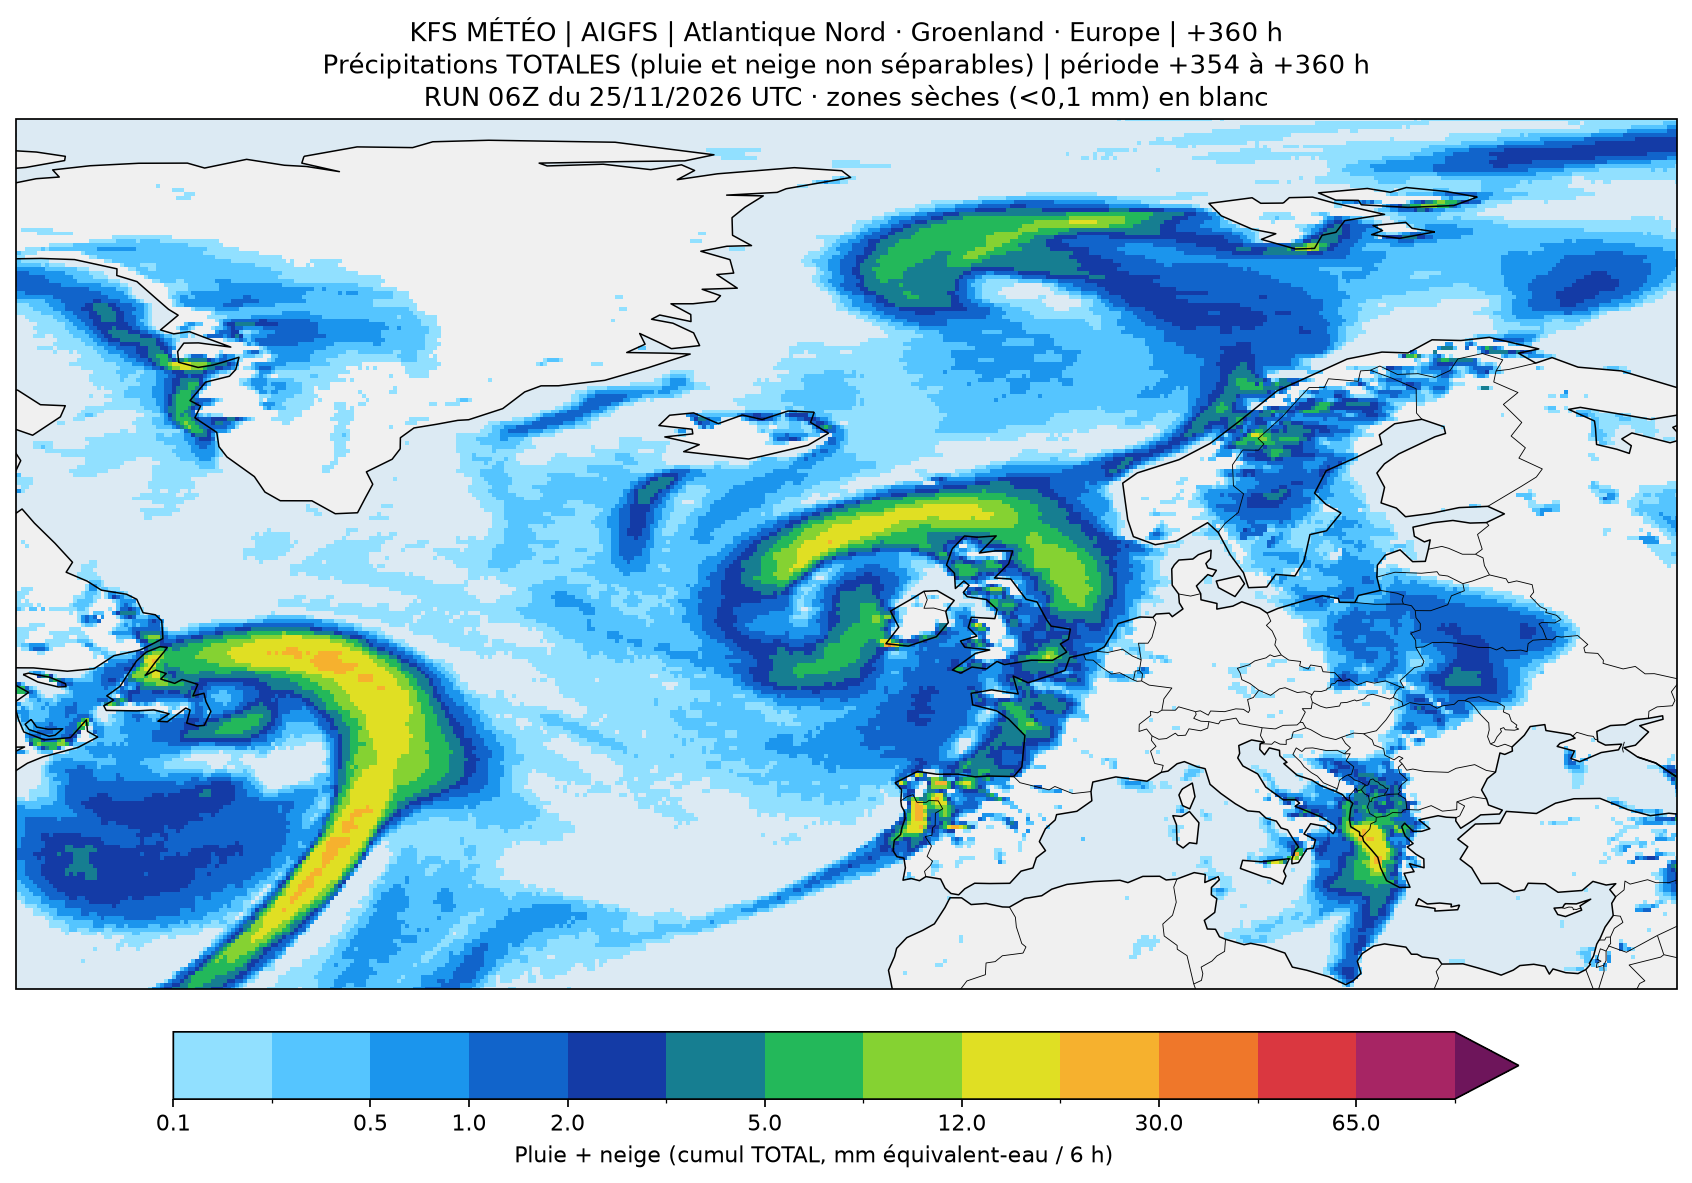 KFS MÉTÉO | AIGFS | Atlantique Nord · Groenland · Europe | +360 h
Précipitations TOTALES (pluie et neige non séparables) | période +354 à +360 h
RUN 06Z du 25/11/2026 UTC · zones sèches (<0,1 mm) en blanc
0.1 0.5 1.0 2.0 5.0 12.0 30.0 65.0
Pluie + neige (cumul TOTAL, mm équivalent-eau / 6 h)